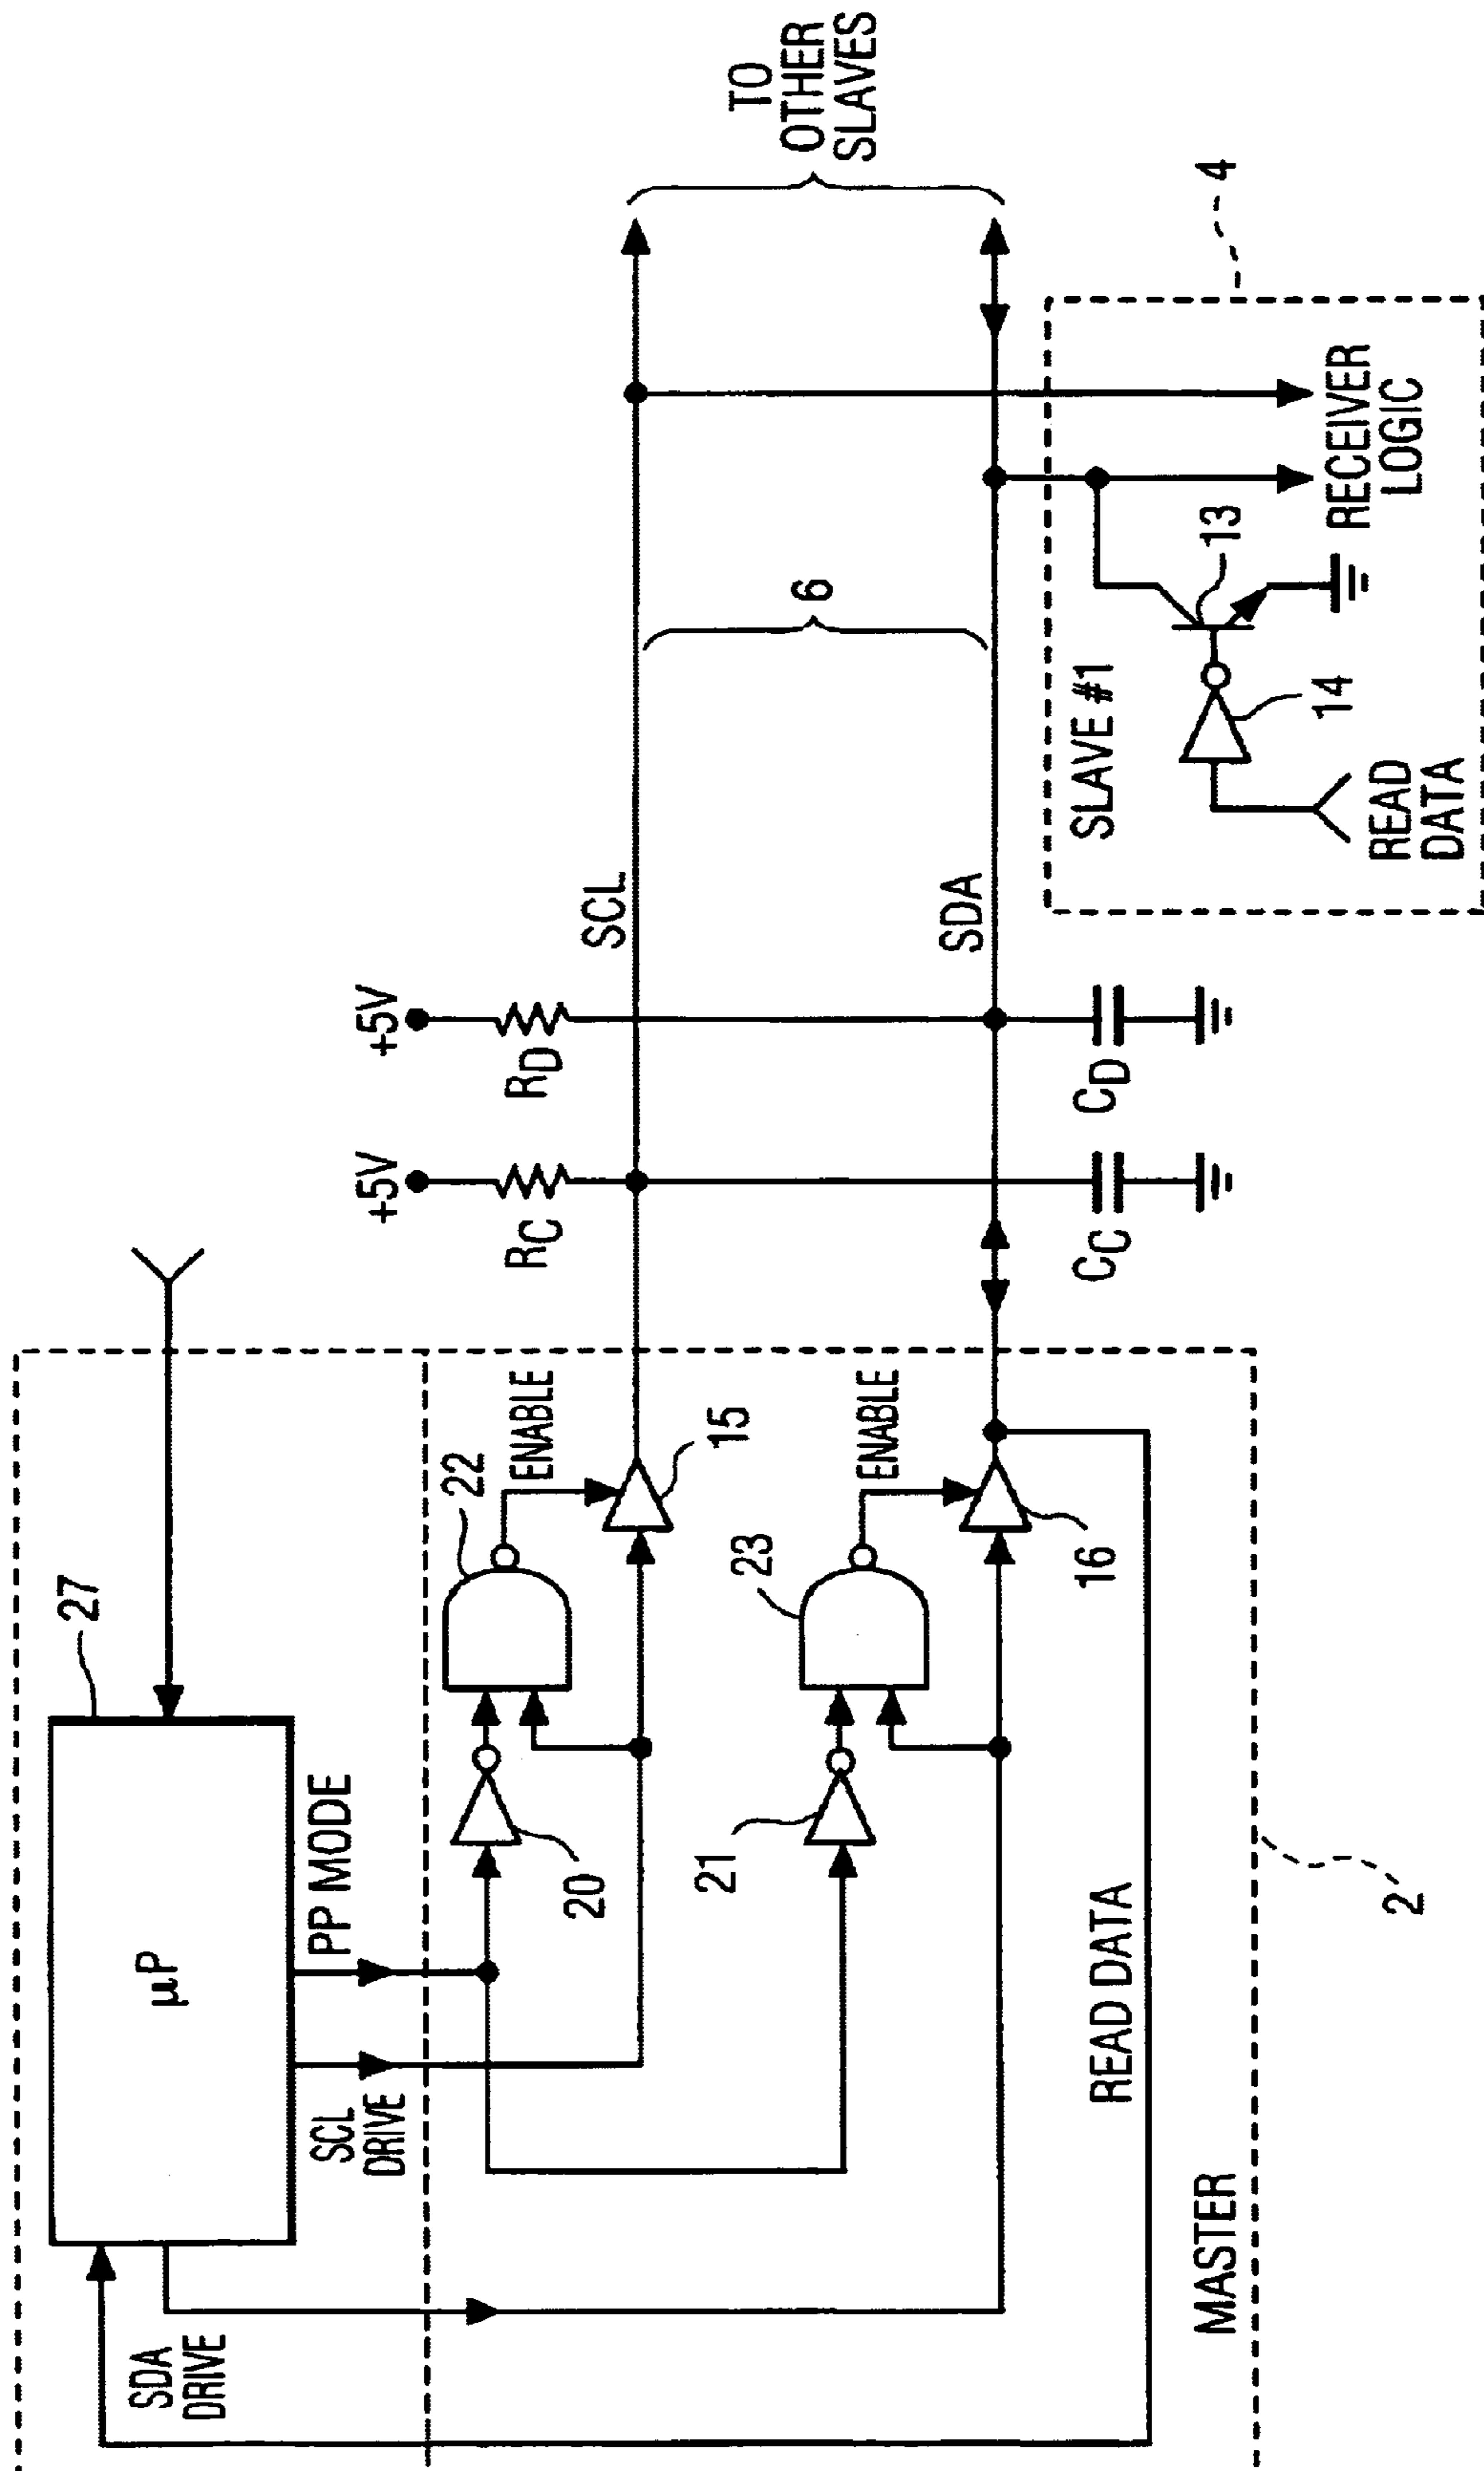 27
µP
SDA
DRIVE
SCL
DRIVE
PP MODE
20
22
ENABLE
15
21
23
ENABLE
16
READ DATA
MASTER
2
+5V
+5V
RC
RD
CC
CD
SCL
SDA
6
TO
OTHER
SLAVES
4
SLAVE #1
13
14
READ
DATA
RECEIVER
LOGIC